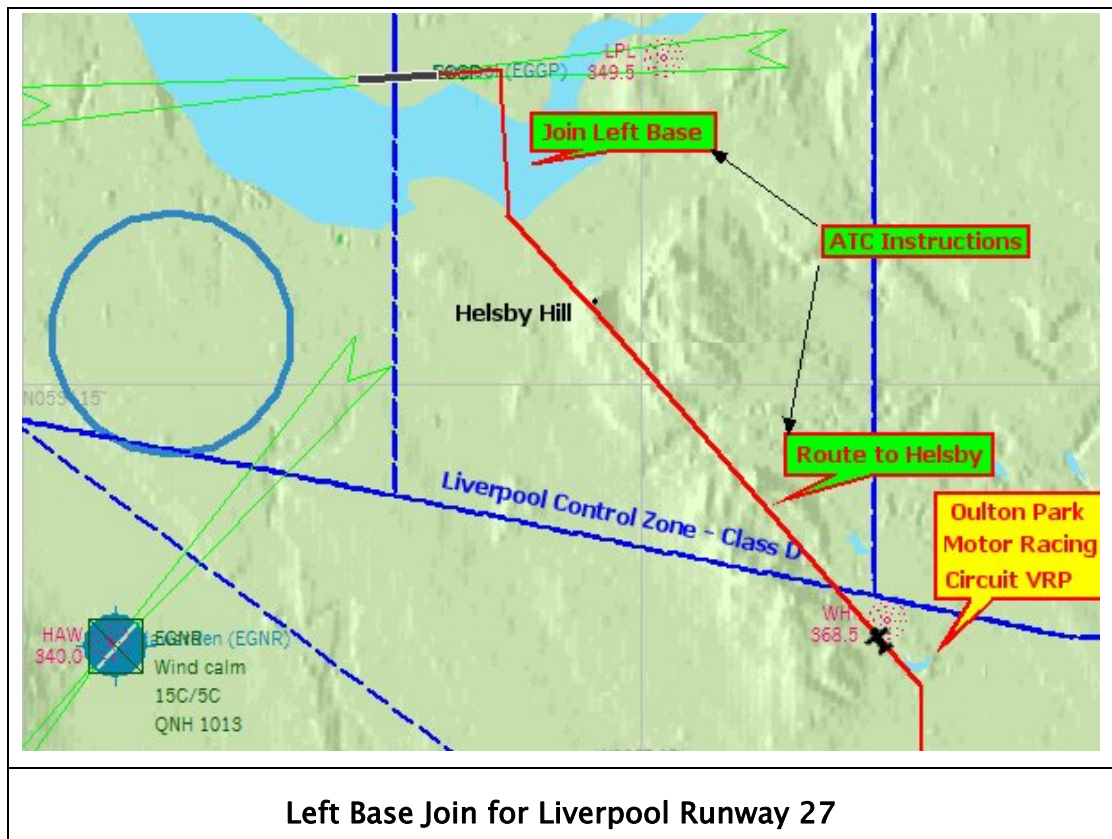 LPL
(EGGP) 349.5
Join Left Base
ATC Instructions
Helsby Hill
Route to Helsby
Liverpool Control Zone - Class D
Oulton Park
Motor Racing
Circuit VRP
WHI
368.5
HAW
340.0
EGNR (EGNR)
Wind calm
15C/5C
QNH 1013
Left Base Join for Liverpool Runway 27